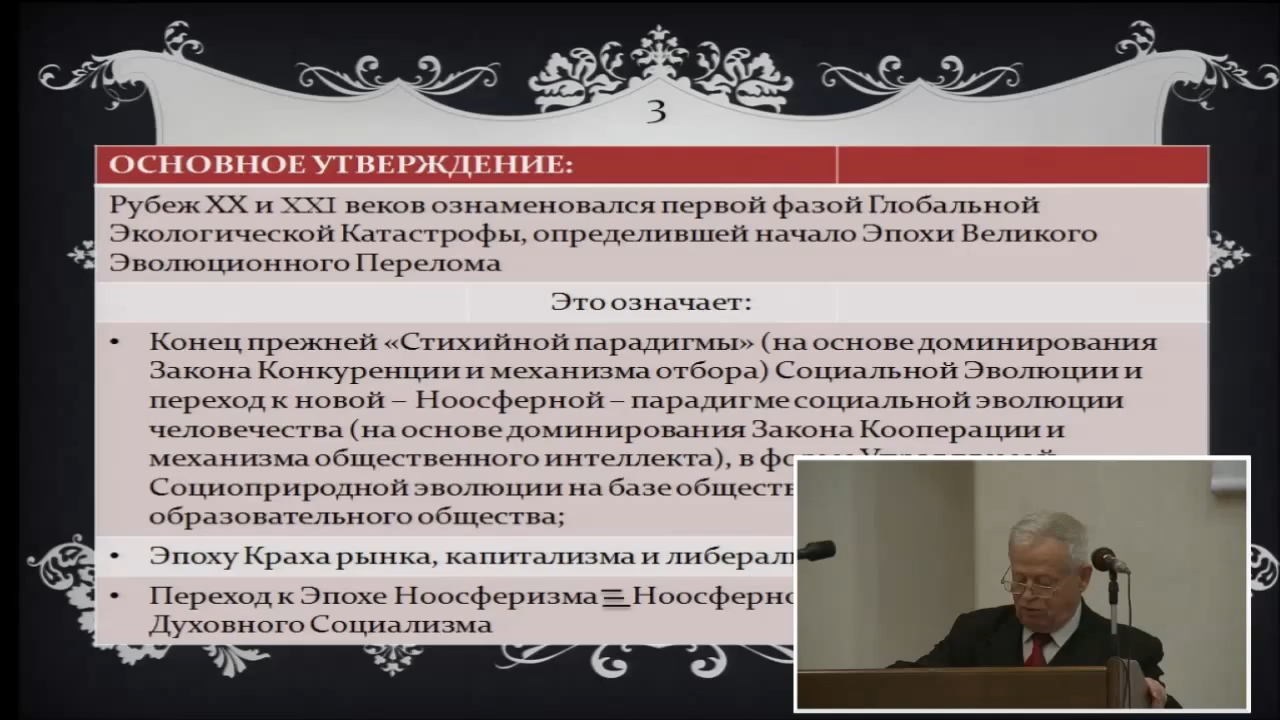 3
ОСНОВНОЕ УТВЕРЖДЕНИЕ:
Рубеж XX и XXI веков ознаменовался первой фазой Глобальной
Экологической Катастрофы, определившей начало Эпохи Великого
Эволюционного Перелома
Это означает:
• Конец прежней «Стихийной парадигмы» (на основе доминирования
Закона Конкуренции и механизма отбора) Социальной Эволюции и
переход к новой – Ноосферной – парадигме социальной эволюции
человечества (на основе доминирования Закона Кооперации и
механизма общественного интеллекта), в
Социоприродной эволюции на базе
образовательного общества;
• Эпоху Краха рынка, капитализма и
• Переход к Эпохе Ноосферизма ≡
Духовного Социализма